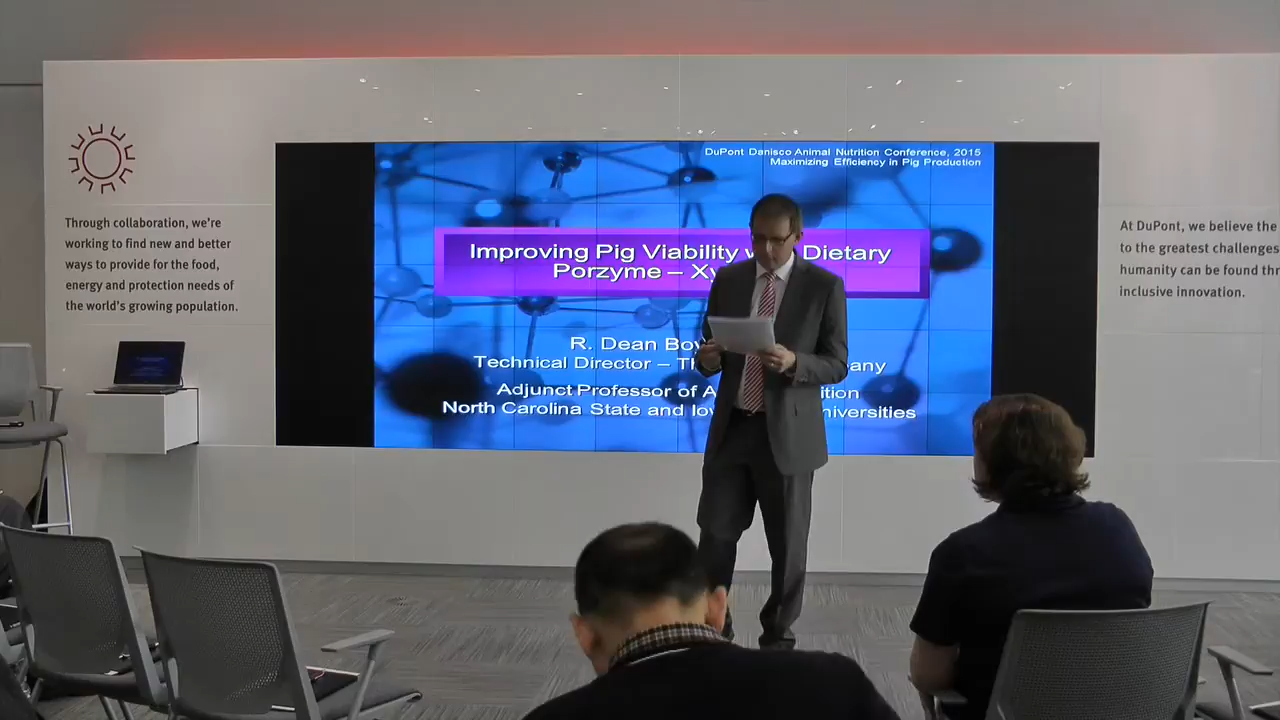 DuPont Danisco Animal Nutrition Conference, 2015
Maximizing Efficiency in Pig Production
Through collaboration, we're
working to find new and better
ways to provide for the food,
energy and protection needs of
the world's growing population.
Improving Pig Viability Dietary
Porzyme –
R. Dean
Technical Director –
Adjunct Professor of
North Carolina State and Universities
At DuPont, we believe the
to the greatest challenges
humanity can be found
inclusive innovation.